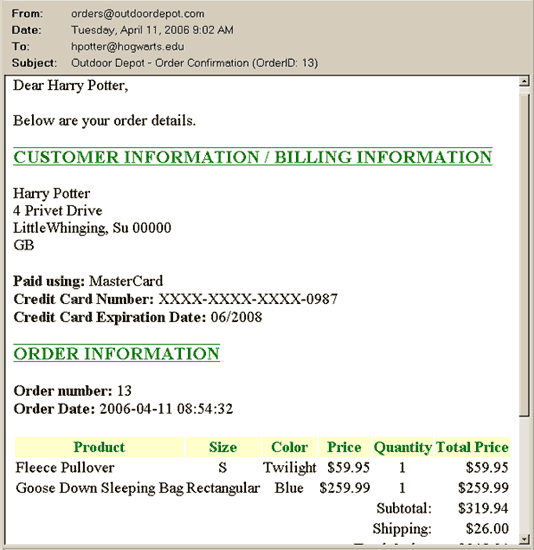 From: orders@outdoordepot.com
Date: Tuesday, April 11, 2006 9:02 AM
To: hpotter@hogwarts.edu
Subject: Outdoor Depot - Order Confirmation (OrderID: 13)
Dear Harry Potter,
Below are your order details.
CUSTOMER INFORMATION / BILLING INFORMATION
Harry Potter
4 Privet Drive
LittleWhinging, Su 00000
GB
Paid using: MasterCard
Credit Card Number: XXXX-XXXX-XXXX-0987
Credit Card Expiration Date: 06/2008
ORDER INFORMATION
Order number: 13
Order Date: 2006-04-11 08:54:32
Product Size Color Price Quantity Total Price
Fleece Pullover S Twilight $59.95 1 $59.95
Goose Down Sleeping Bag Rectangular Blue $259.99 1 $259.99
Subtotal: $319.94
Shipping: $26.00